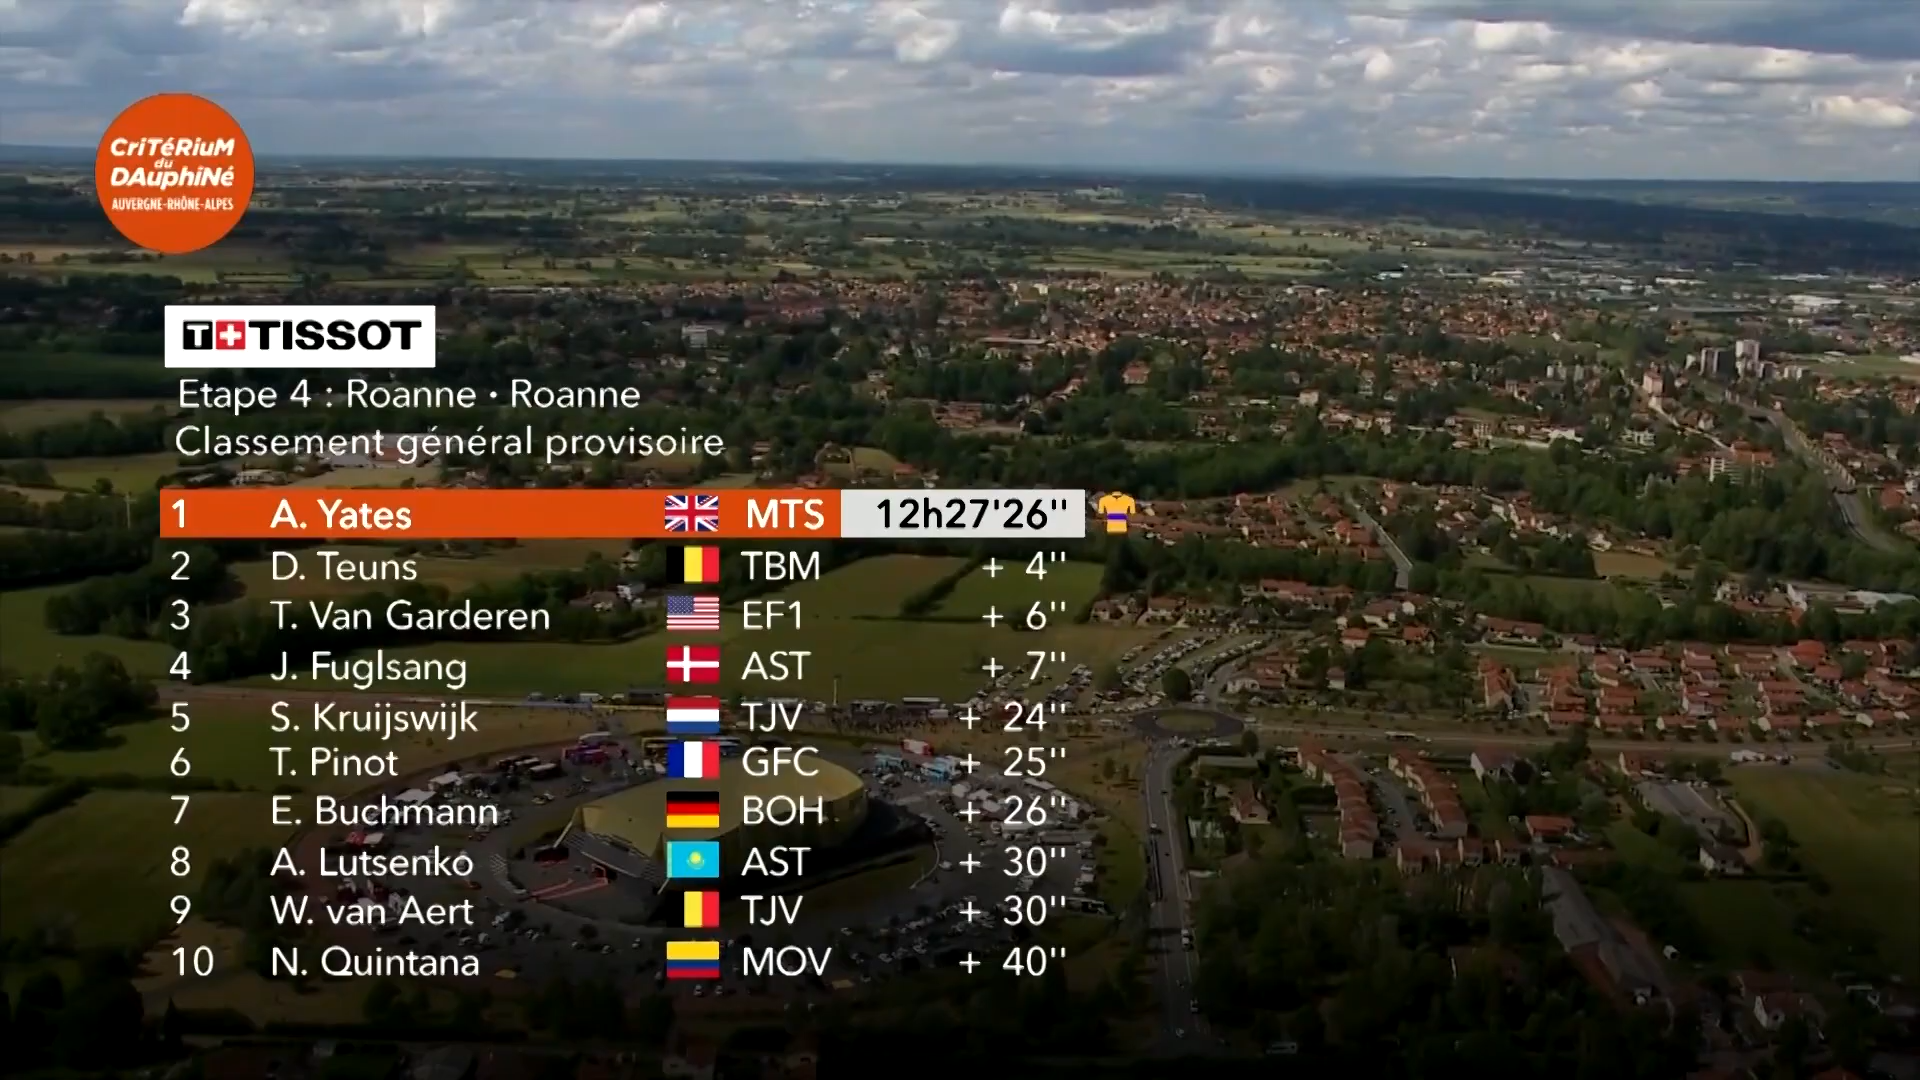 CriTéRiuM
du
DAuphiNé
AUVERGNE-RHÔNE-ALPES
T+TISSOT
Etape 4 : Roanne · Roanne
Classement général provisoire
1 A. Yates MTS 12h27'26''
2 D. Teuns TBM + 4''
3 T. Van Garderen EF1 + 6''
4 J. Fuglsang AST + 7''
5 S. Kruijswijk TJV + 24''
6 T. Pinot GFC + 25''
7 E. Buchmann BOH + 26''
8 A. Lutsenko AST + 30''
9 W. van Aert TJV + 30''
10 N. Quintana MOV + 40''